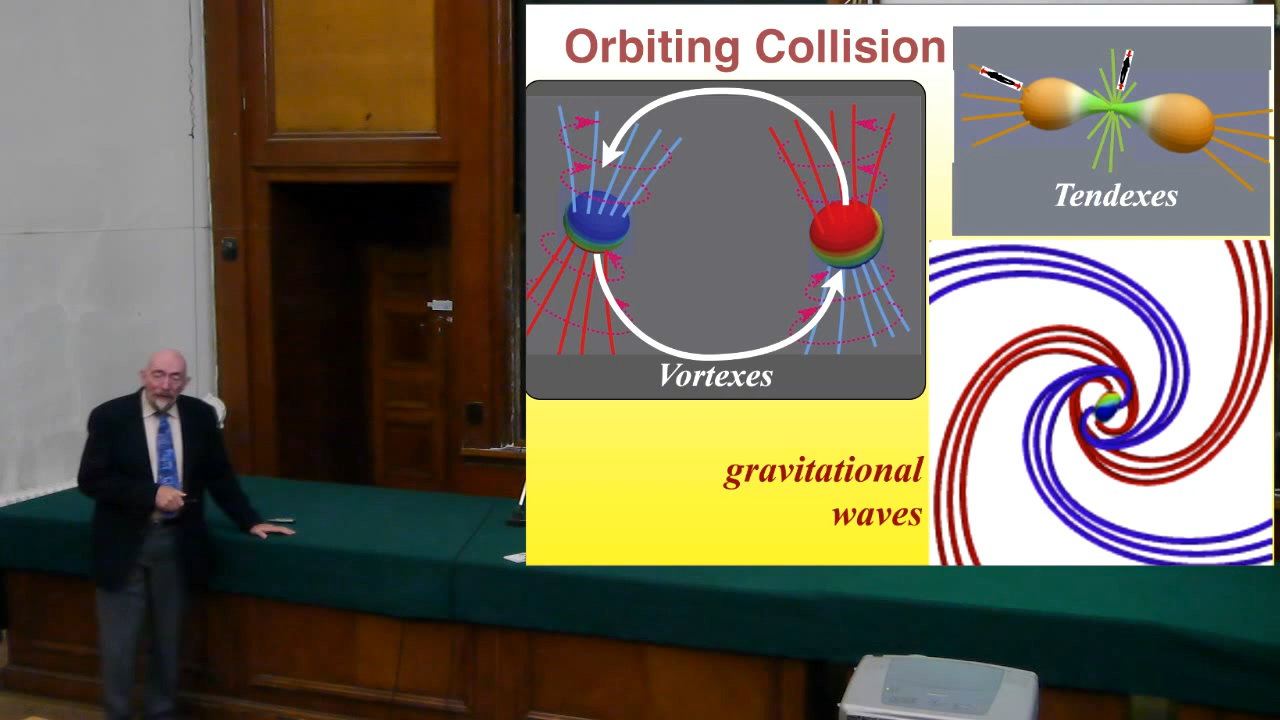 Orbiting Collision
Tendexes
Vortexes
gravitational
waves